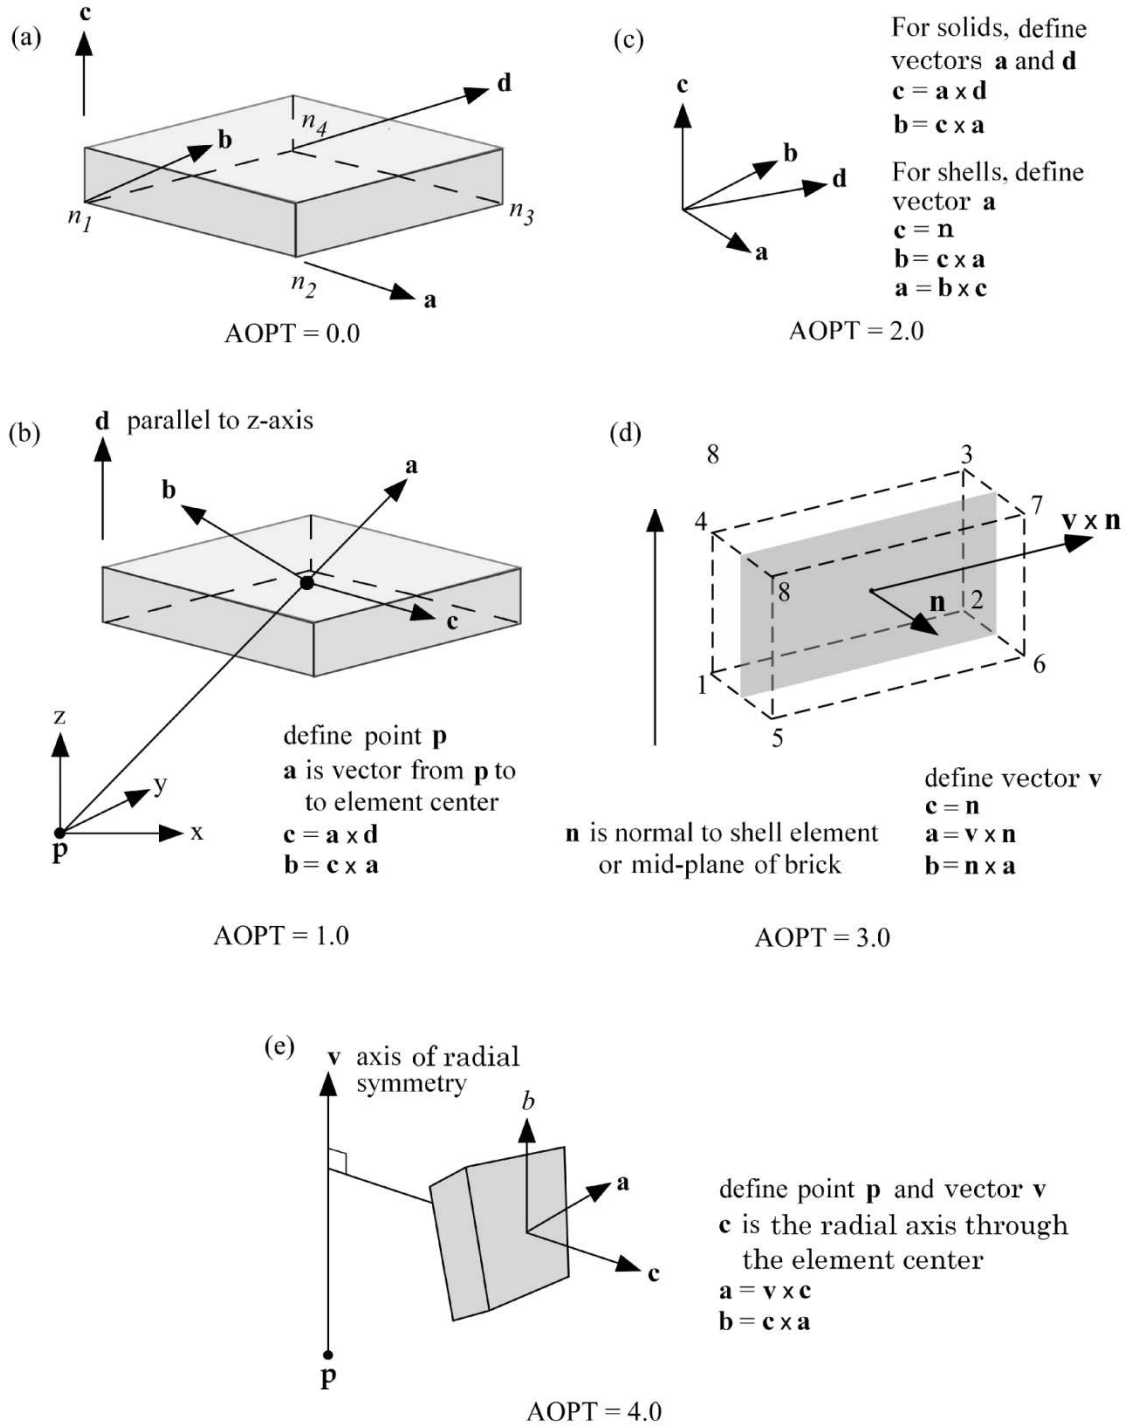 (a)
c
d
b
n4
n1
n3
n2
a
AOPT = 0.0
(c)
c
b
d
a
For solids, define
vectors a and d
c = a x d
b = c x a
For shells, define
vector a
c = n
b = c x a
a = b x c
AOPT = 2.0
(b)
d parallel to z-axis
a
b
c
z
y
x
p
define point p
a is vector from p to
to element center
c = a x d
b = c x a
AOPT = 1.0
(d)
8
3
4
7
v x n
8
n
2
1
6
5
define vector v
c = n
n is normal to shell element
a = v x n
or mid-plane of brick
b = n x a
AOPT = 3.0
(e)
v axis of radial
symmetry
b
a
c
p
define point p and vector v
c is the radial axis through
the element center
a = v x c
b = c x a
AOPT = 4.0